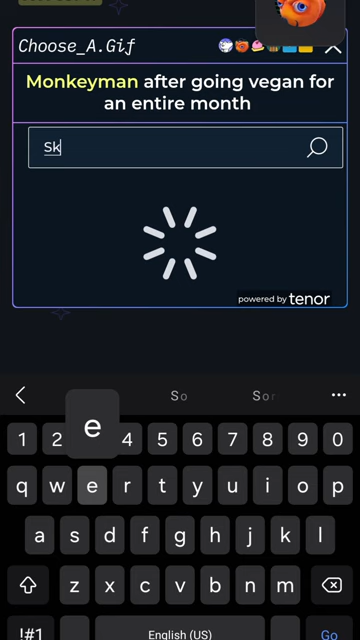 Choose_A.Gif
Monkeyman after going vegan for
an entire month
Sk
powered by tenor
So
Sor
e
1 2 4 5 6 7 8 9 0
q w e r t y u i o p
a s d f g h j k l
z x c v b n m
!#1 English (US) Go